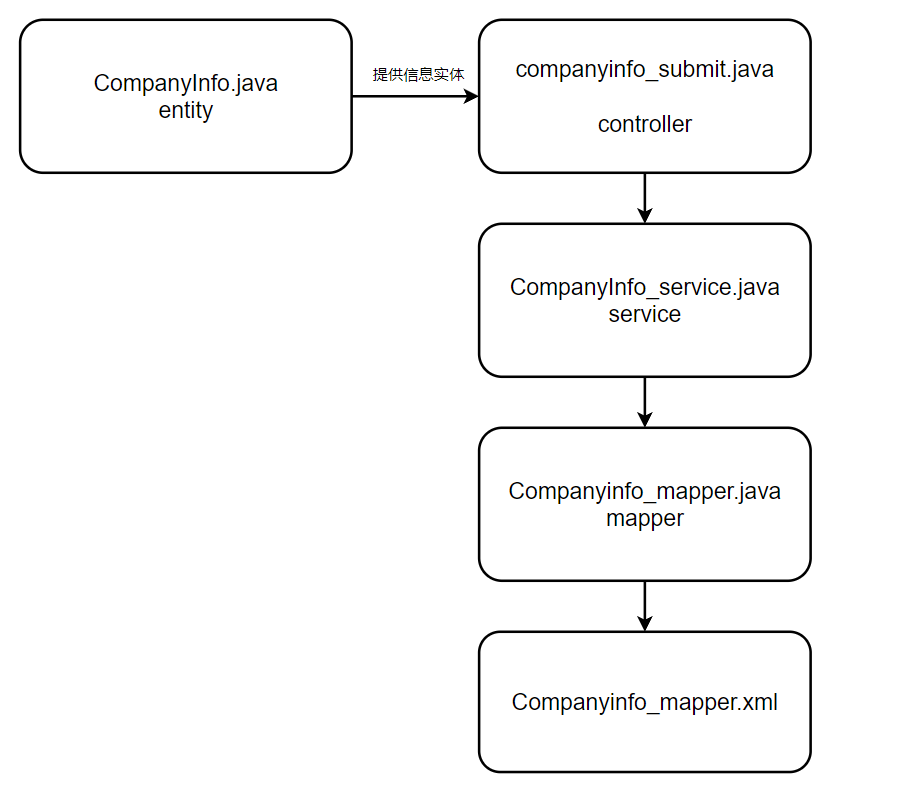 CompanyInfo.java
entity
提供信息实体
companyinfo_submit.java
controller
CompanyInfo_service.java
service
Companyinfo_mapper.java
mapper
Companyinfo_mapper.xml